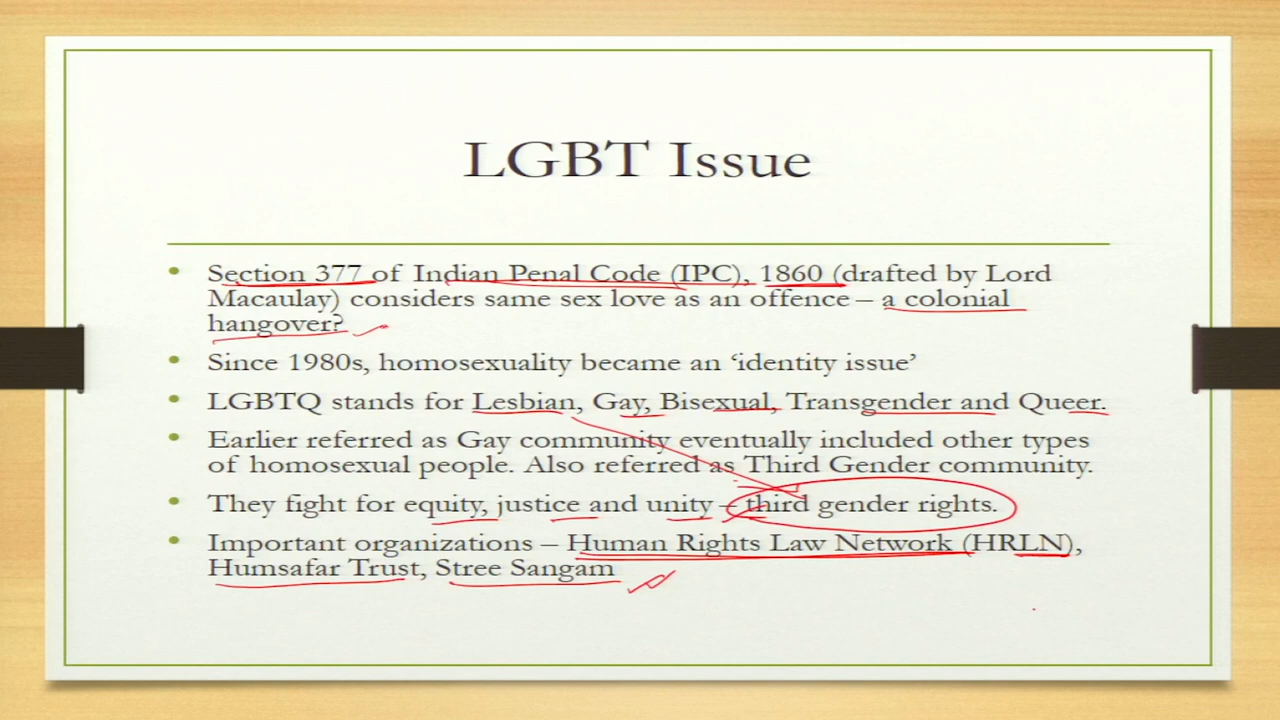 LGBT Issue
• Section 377 of Indian Penal Code (IPC), 1860 (drafted by Lord
Macaulay) considers same sex love as an offence – a colonial
hangover?
• Since 1980s, homosexuality became an ‘identity issue’
• LGBTQ stands for Lesbian, Gay, Bisexual, Transgender and Queer.
• Earlier referred as Gay community eventually included other types
of homosexual people. Also referred as Third Gender community.
• They fight for equity, justice and unity – third gender rights.
• Important organizations – Human Rights Law Network (HRLN),
Humsafar Trust, Stree Sangam